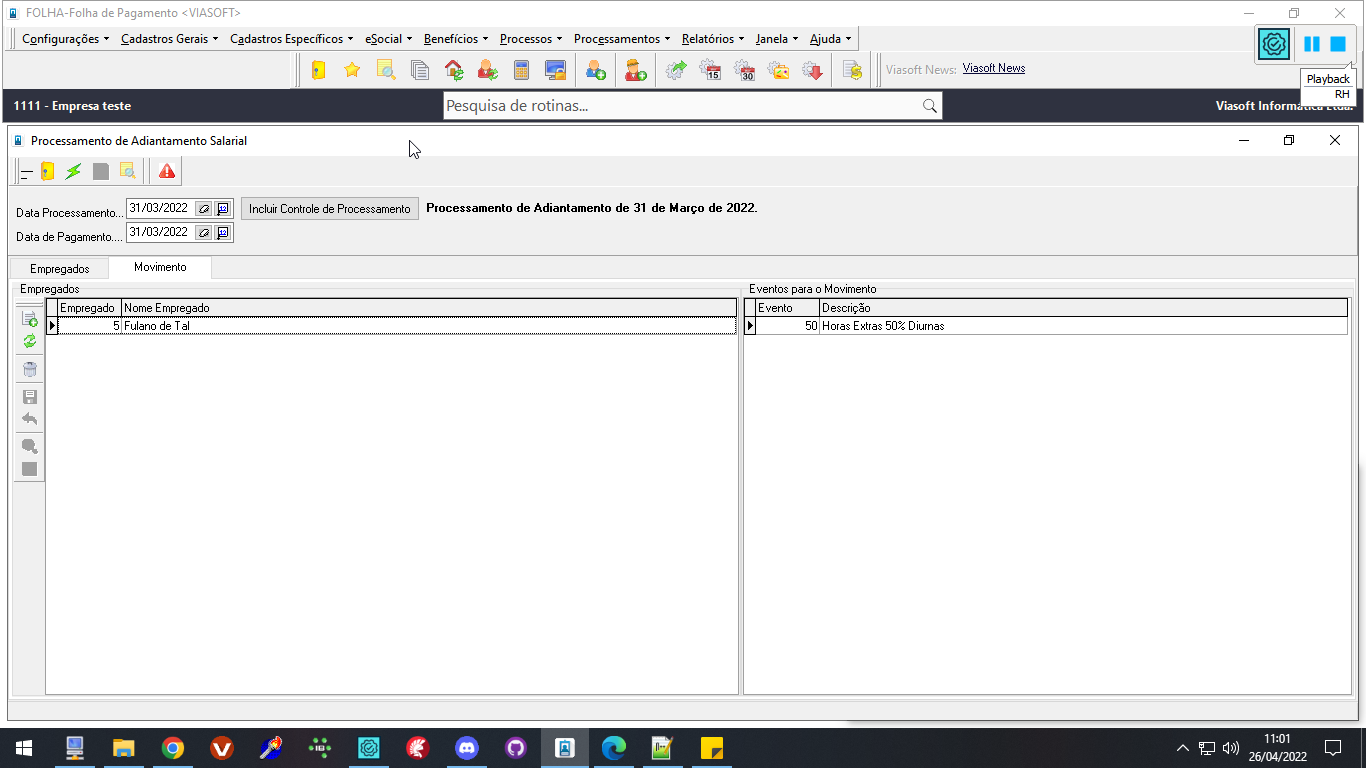 FOLHA-Folha de Pagamento <VIASOFT>
Configurações Cadastros Gerais Cadastros Específicos eSocial Benefícios Processos Processamentos Relatórios Janela Ajuda
15 30 Viasoft News: Viasoft News
Playback
RH
1111 - Empresa teste Pesquisa de rotinas... Viasoft Informática Ltda.
Processamento de Adiantamento Salarial
Data Processamento... 31/03/2022 12 Incluir Controle de Processamento Processamento de Adiantamento de 31 de Março de 2022.
Data de Pagamento.... 31/03/2022 12
Empregados Movimento
Empregados Eventos para o Movimento
Empregado Nome Empregado Evento Descrição
5 Fulano de Tal 50 Horas Extras 50% Diurnas
11:01
26/04/2022